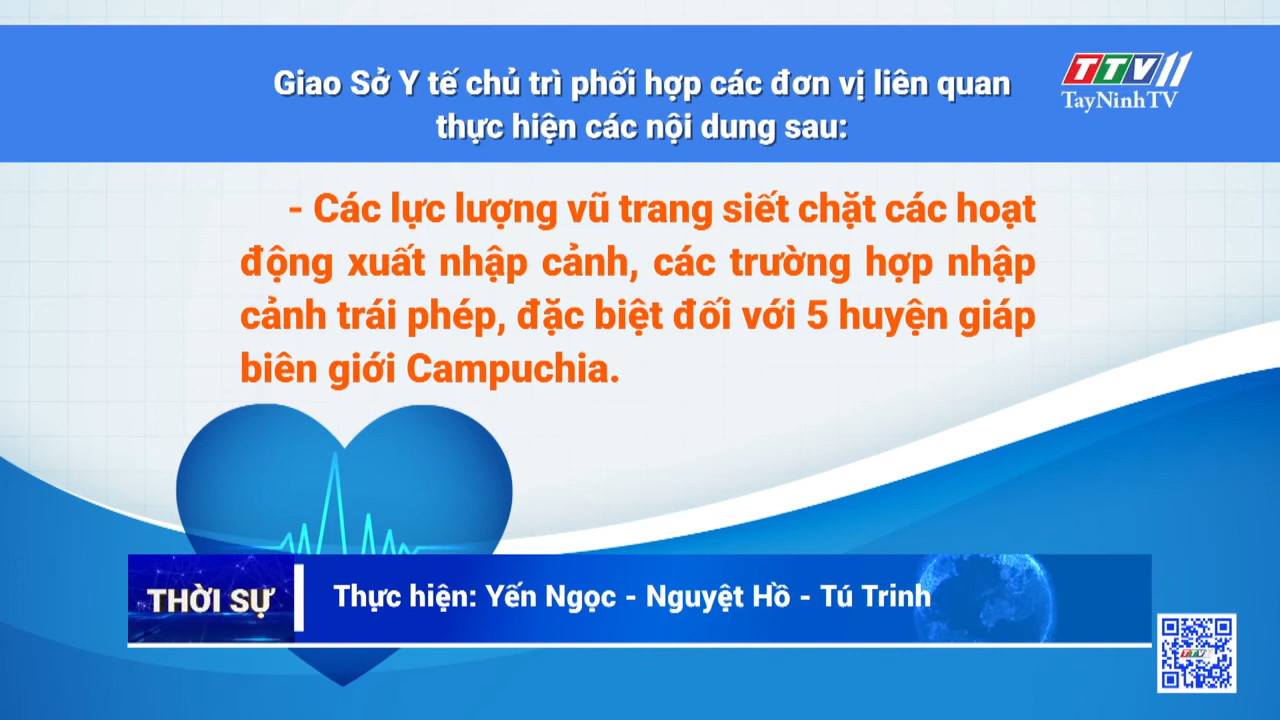 Giao Sở Y tế chủ trì phối hợp các đơn vị liên quan
thực hiện các nội dung sau:
TTV11
TayNinhTV
- Các lực lượng vũ trang siết chặt các hoạt
động xuất nhập cảnh, các trường hợp nhập
cảnh trái phép, đặc biệt đối với 5 huyện giáp
biên giới Campuchia.
THỜI SỰ
Thực hiện: Yến Ngọc - Nguyệt Hồ - Tú Trinh
TTV11